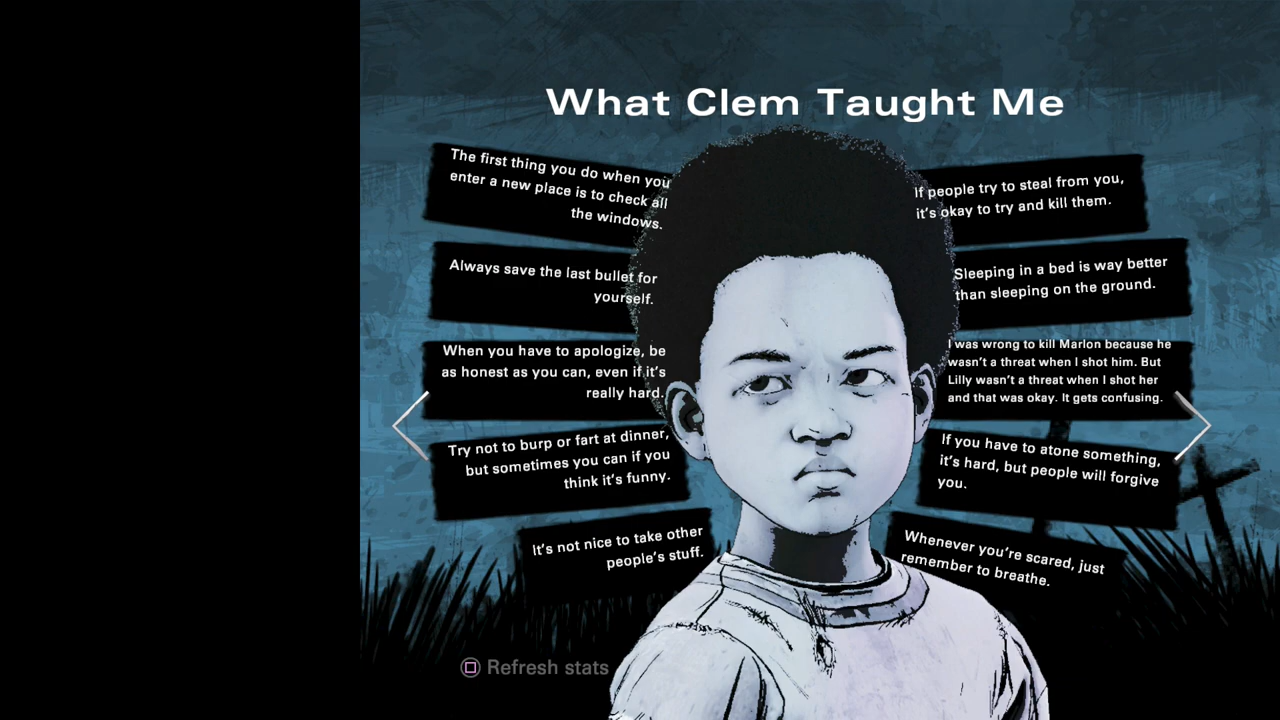 What Clem Taught Me
The first thing you do when you
enter a new place is to check all
the windows.
Always save the last bullet for
yourself.
When you have to apologize, be
as honest as you can, even if it's
really hard.
Try not to burp or fart at dinner,
but sometimes you can if you
think it's funny.
It's not nice to take other
people's stuff.
If people try to steal from you,
it's okay to try and kill them.
Sleeping in a bed is way better
than sleeping on the ground.
I was wrong to kill Marlon because he
wasn't a threat when I shot him. But
Lilly wasn't a threat when I shot her
and that was okay. It gets confusing.
If you have to atone something,
it's hard, but people will forgive
you.
Whenever you're scared, just
remember to breathe.
Refresh stats